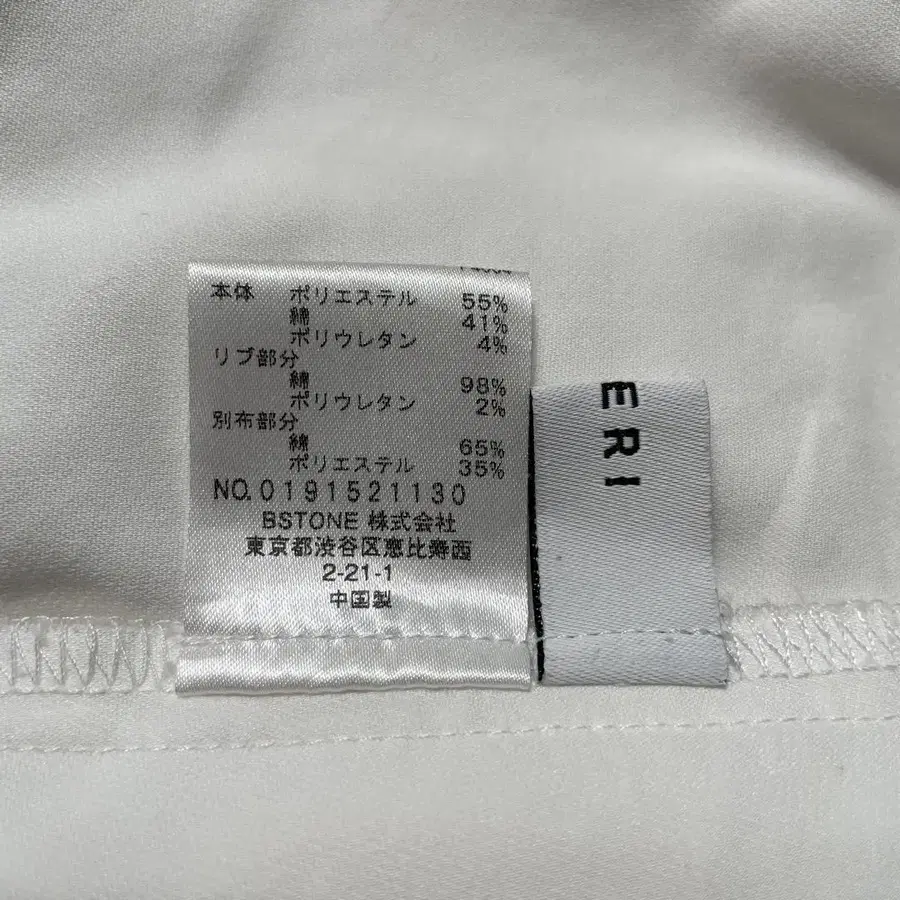 本体 ポリエステル 55%
綿 41%
ポリウレタン 4%
リブ部分
綿 98%
ポリウレタン 2%
別布部分
綿 65%
ポリエステル 35%
NO.0191521130
BSTONE 株式会社
東京都渋谷区恵比寿西
2-21-1
中国製
ERI